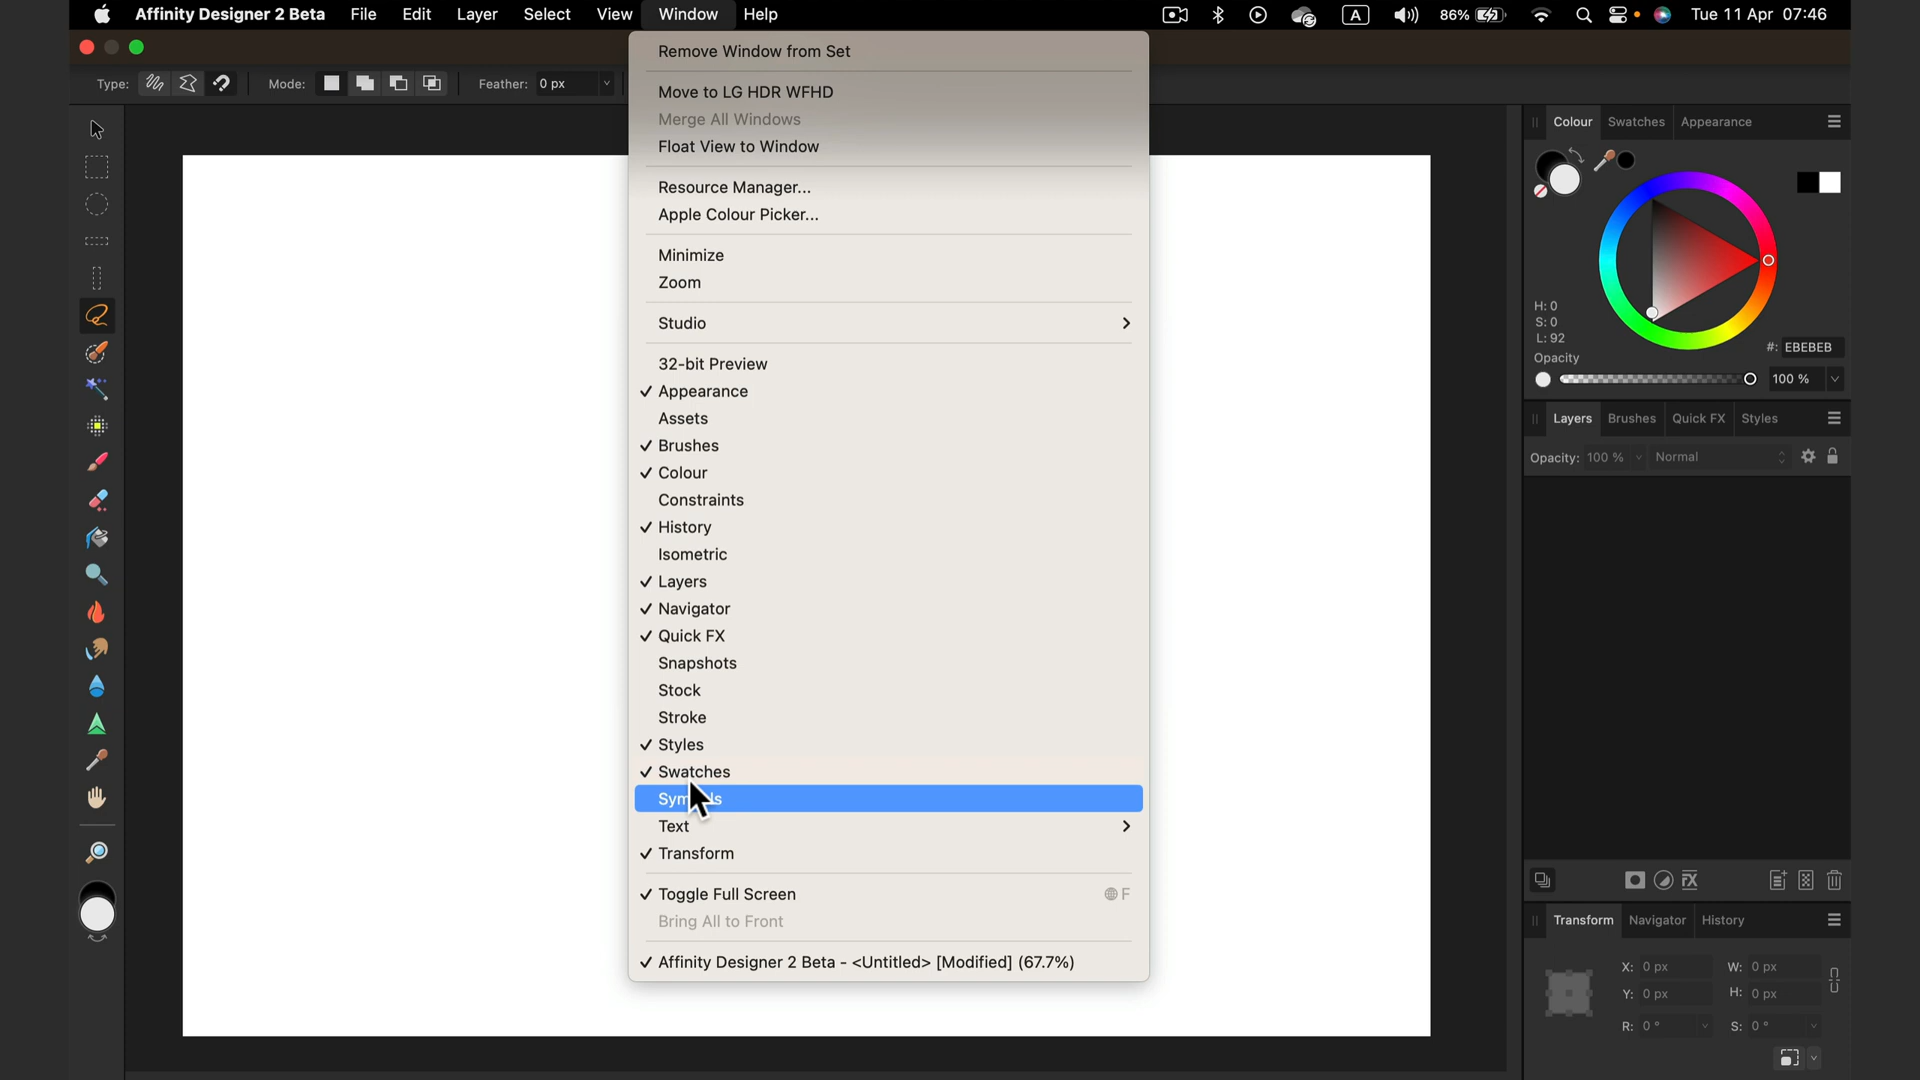 Affinity Designer 2 Beta File Edit Layer Select View Window Help A 86% Tue 11 Apr 07:46
Type: Mode: Feather: 0 px
Remove Window from Set
Move to LG HDR WFHD
Merge All Windows
Float View to Window
Resource Manager...
Apple Colour Picker...
Minimize
Zoom
Studio
32-bit Preview
Appearance
Assets
Brushes
Colour
Constraints
History
Isometric
Layers
Navigator
Quick FX
Snapshots
Stock
Stroke
Styles
Swatches
Text
Transform
Toggle Full Screen F
Bring All to Front
Affinity Designer 2 Beta - <Untitled> [Modified] (67.7%)
Colour Swatches Appearance
H: 0
S: 0
L: 92
#: EBEBEB
Opacity
100 %
Layers Brushes Quick FX Styles
Opacity: 100 % Normal
FX
Transform Navigator History
X: 0 px W: 0 px
Y: 0 px H: 0 px
R: 0 ° S: 0 °